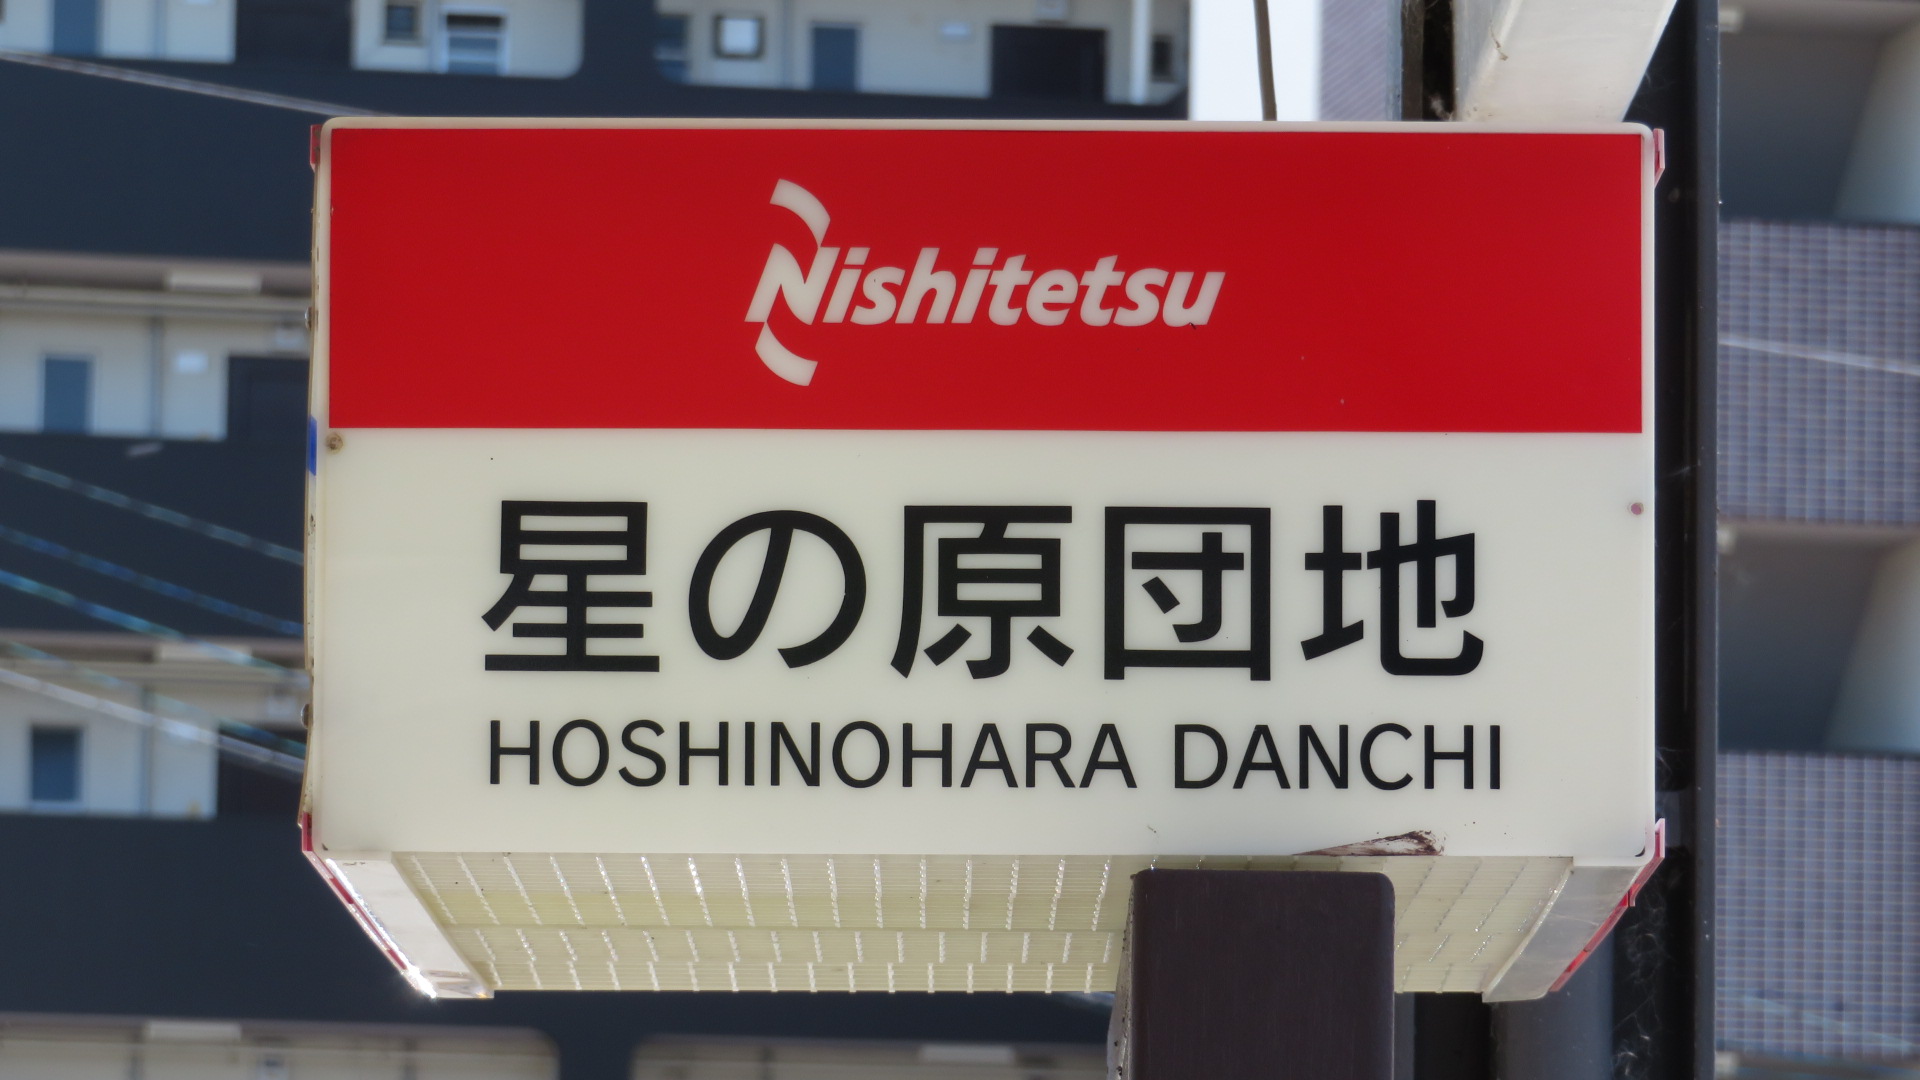 Nishitetsu
星の原団地
HOSHINOHARA DANCHI